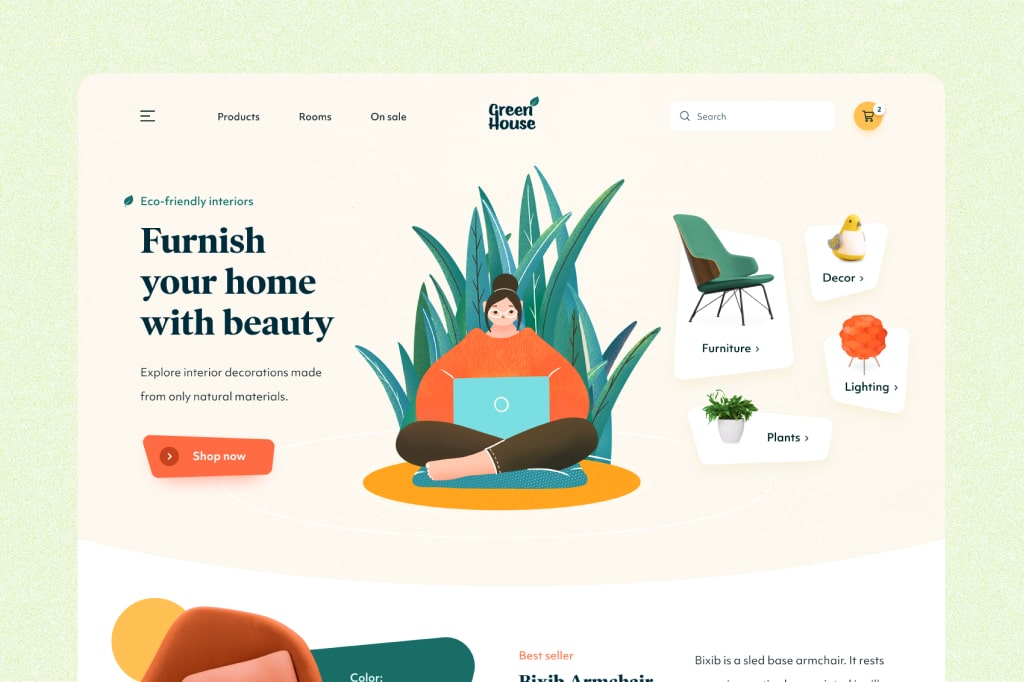 Products
Rooms
On sale
Green
House
Search
2
Eco-friendly interiors
Furnish
your home
with beauty
Explore interior decorations made
from only natural materials.
Shop now
Furniture ›
Decor ›
Lighting ›
Plants ›
Color:
Best seller
Bixib Armchair
Bixib is a sled base armchair. It rests